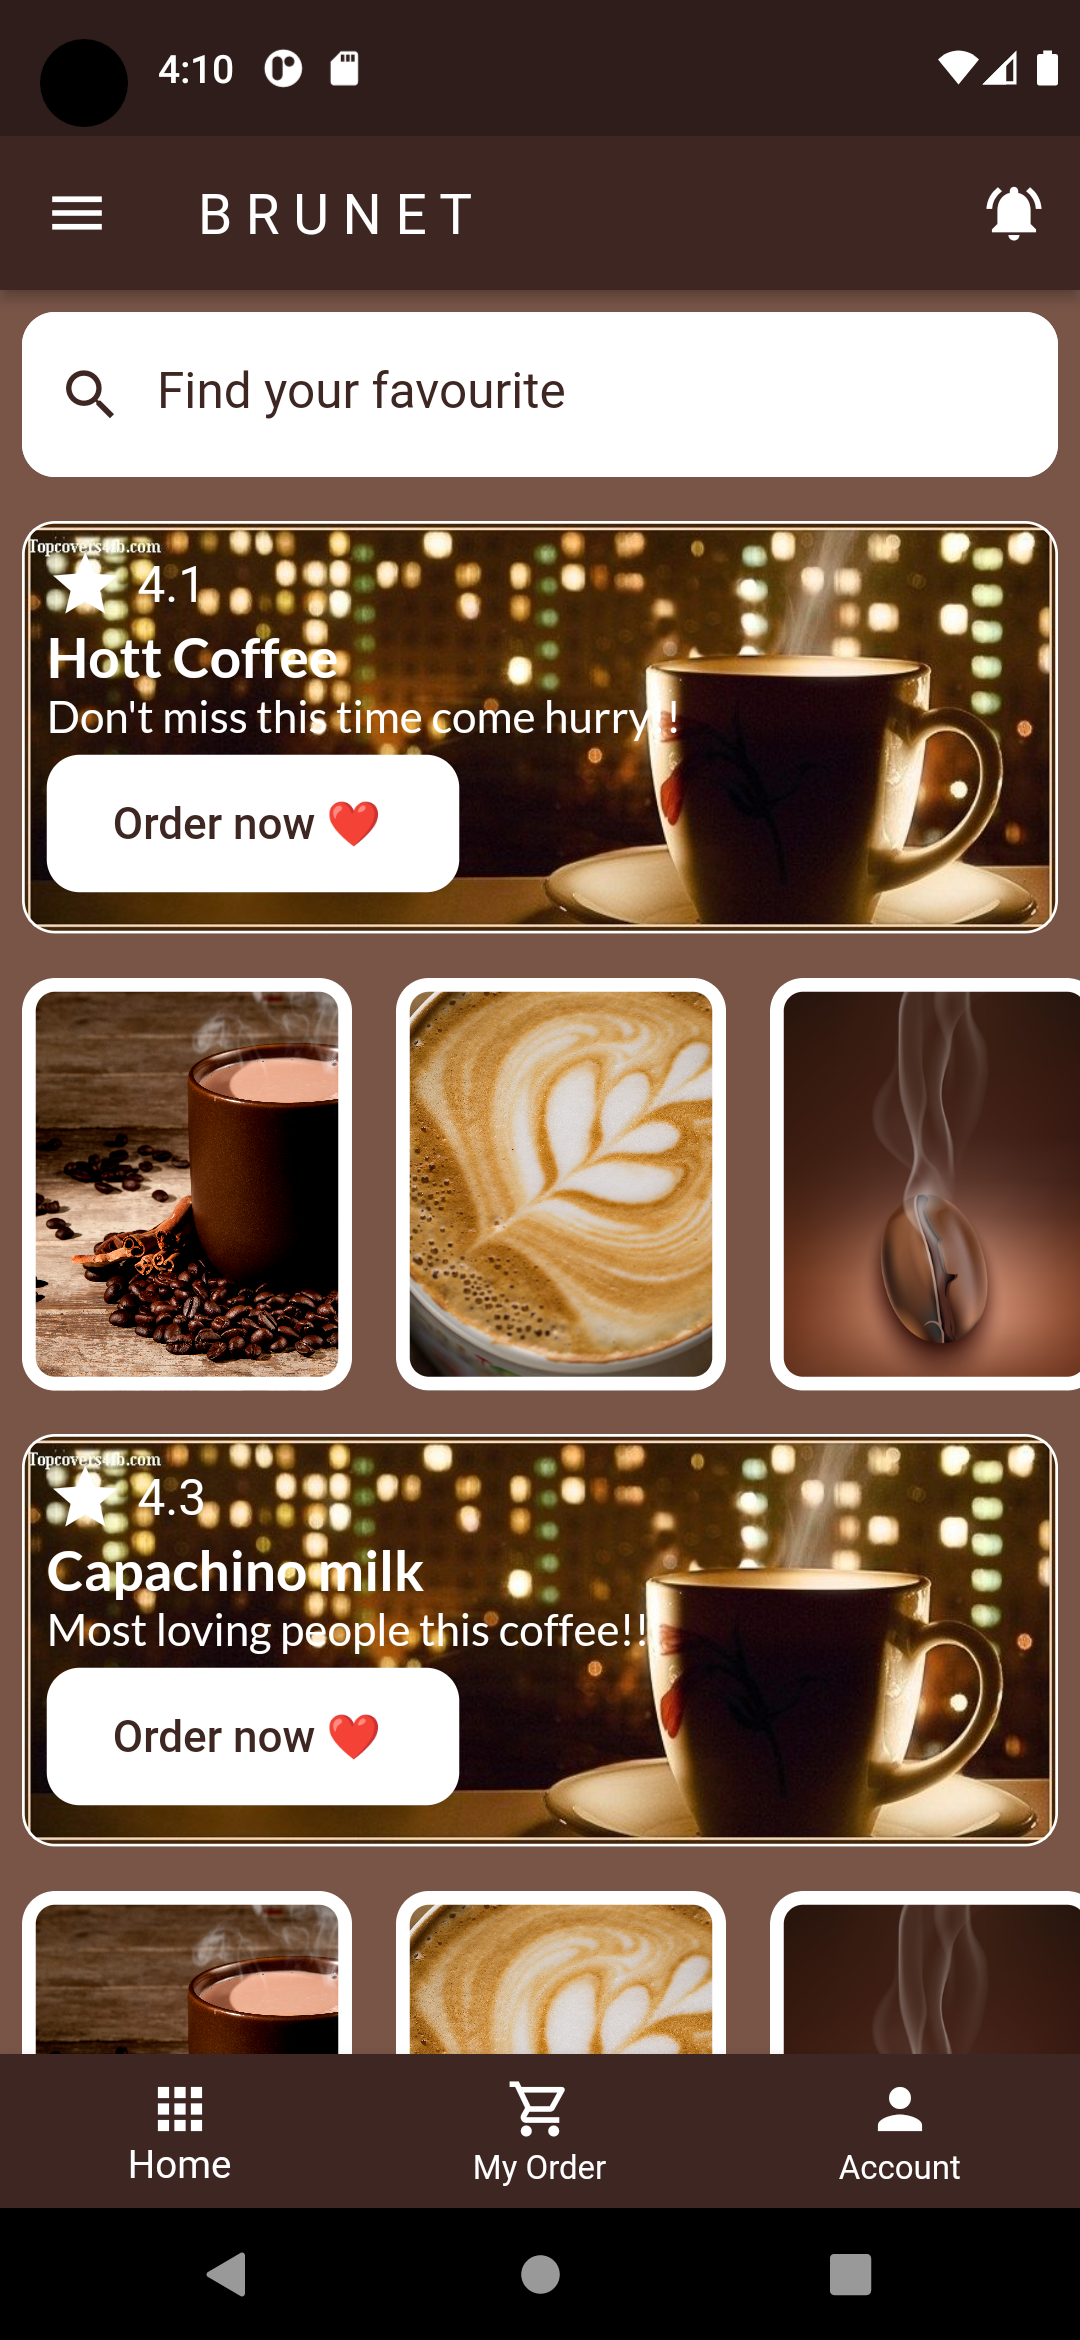 4:10
BRUNET
Find your favourite
Topcovers4fb.com
4.1
Hott Coffee
Don't miss this time come hurry!!
Order now ❤️
Topcovers4fb.com
4.3
Capachino milk
Most loving people this coffee!!
Order now ❤️
Home
My Order
Account